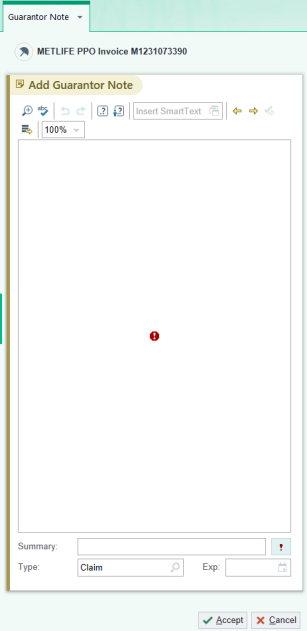 Guarantor Note
METLIFE PPO Invoice M1231073390
Add Guarantor Note
Insert SmartText
100%
Summary:
Type: Claim Exp:
Accept Cancel